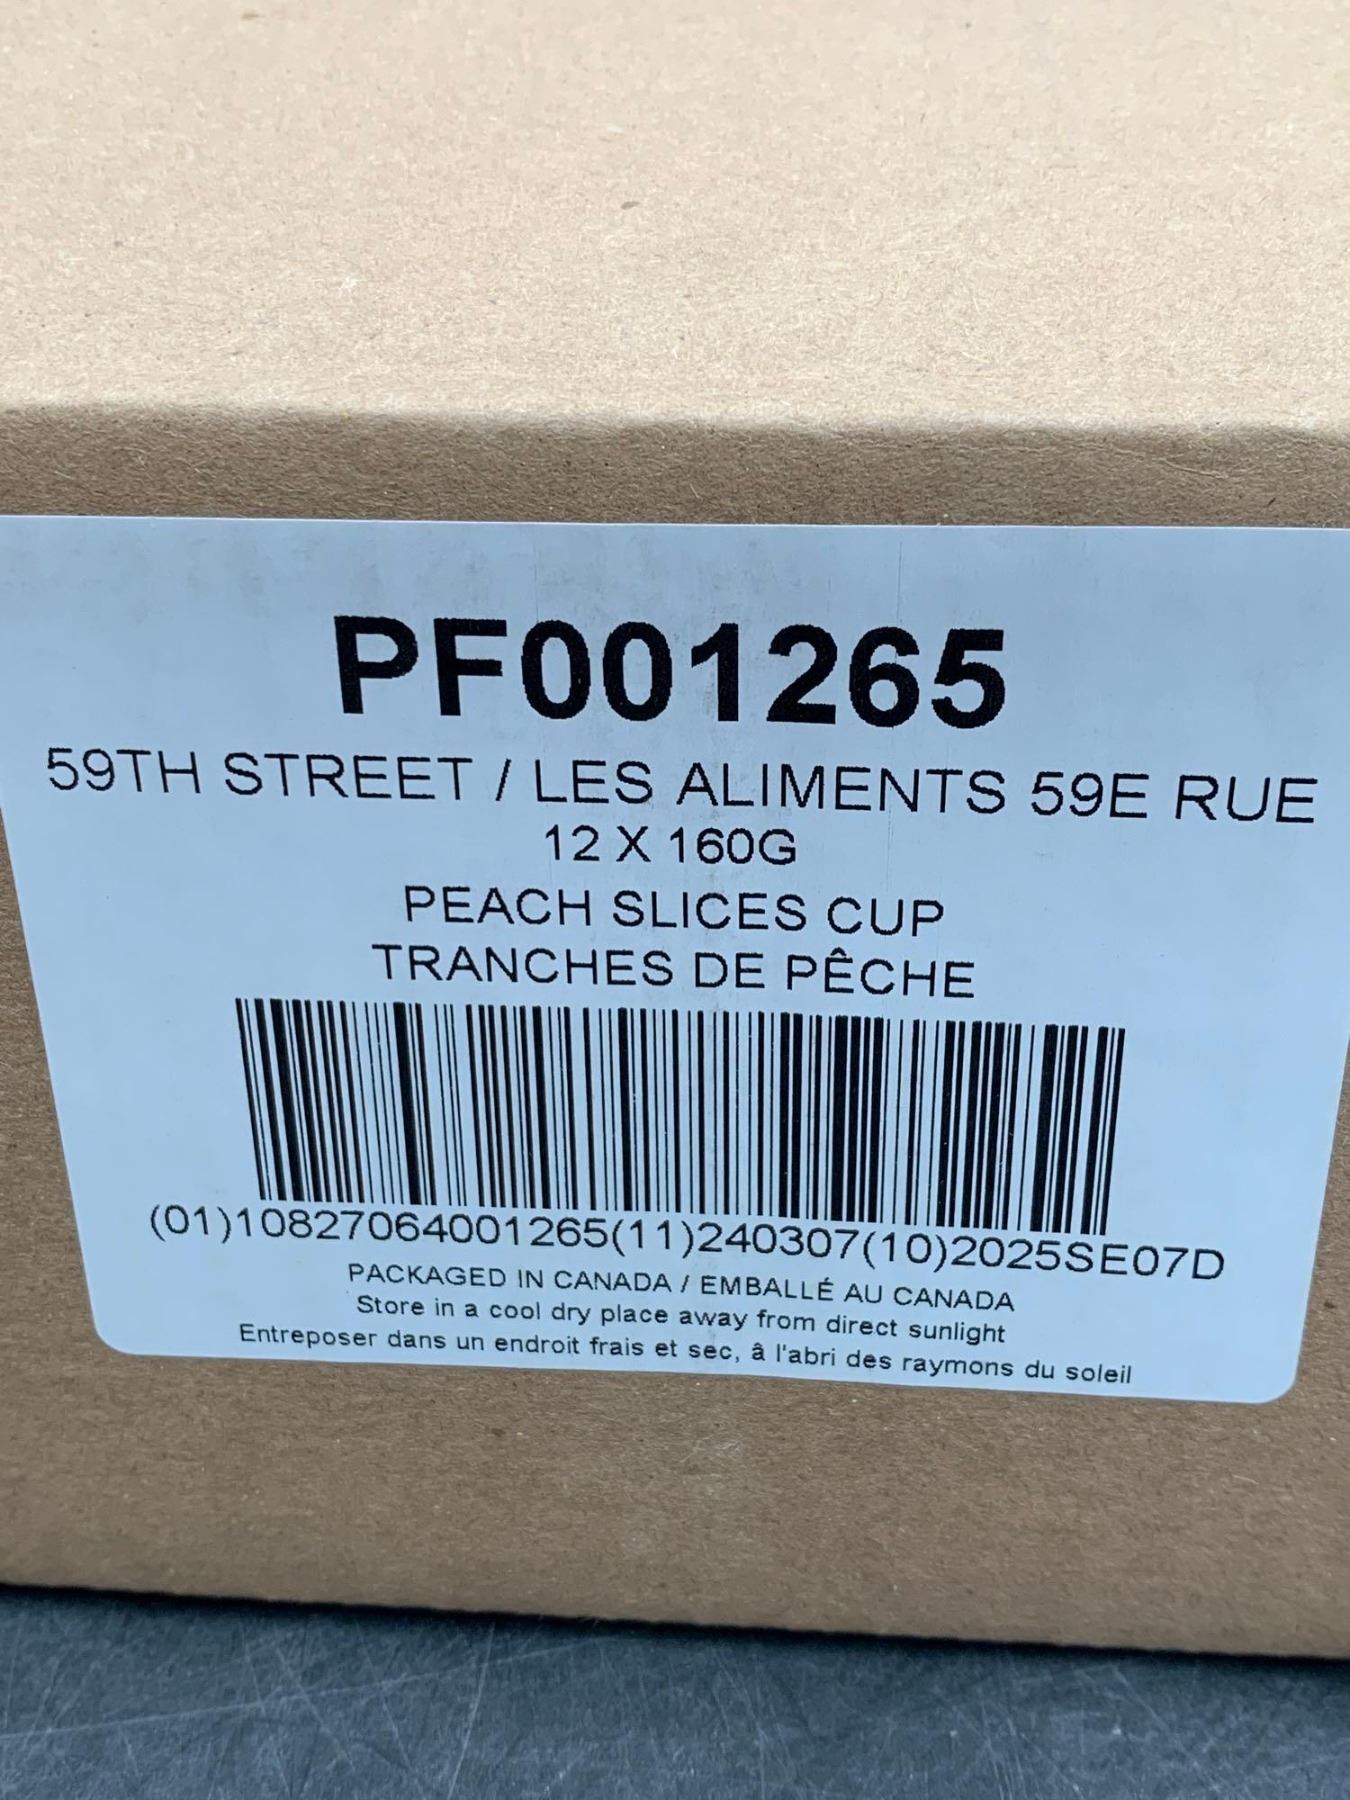 PF001265
59TH STREET / LES ALIMENTS 59E RUE
12 X 160G
PEACH SLICES CUP
TRANCHES DE PÊCHE
(01)10827064001265(11)240307(10)2025SE07D
PACKAGED IN CANADA / EMBALLÉ AU CANADA
Store in a cool dry place away from direct sunlight
Entreposer dans un endroit frais et sec, â l'abri des raymons du soleil